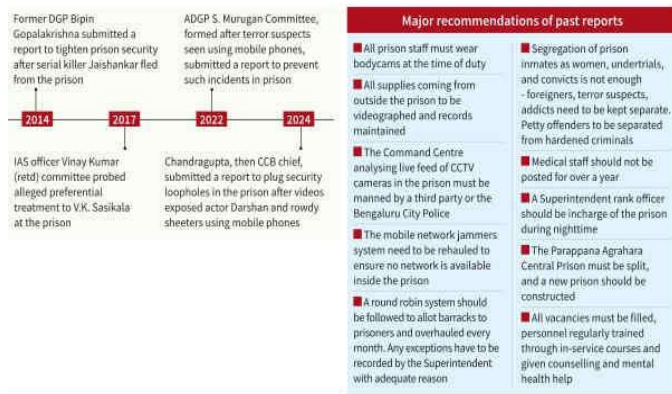 Former DGP Bipin
Gopalakrishna submitted a
report to tighten prison security
after serial killer Jaishankar fled
from the prison
ADGP S. Murugan Committee,
formed after terror suspects
seen using mobile phones,
submitted a report to prevent
such incidents in prison
2014
2017
2022
2024
IAS officer Vinay Kumar
(retd) committee probed
alleged preferential
treatment to V.K. Sasikala
at the prison
Chandragupta, then CCB chief,
submitted a report to plug security
loopholes in the prison after videos
exposed actor Darshan and rowdy
sheeters using mobile phones
Major recommendations of past reports
All prison staff must wear
bodycams at the time of duty
All supplies coming from
outside the prison to be
videographed and records
maintained
The Command Centre
analysing live feed of CCTV
cameras in the prison must be
manned by a third party or the
Bengaluru City Police
The mobile network jammers
system need to be rehauled to
ensure no network is available
inside the prison
A round robin system should
be followed to allot barracks to
prisoners and overhauled every
month. Any exceptions have to be
recorded by the Superintendent
with adequate reason
Segregation of prison
inmates as women, undertrials,
and convicts is not enough
- foreigners, terror suspects,
addicts need to be kept separate.
Petty offenders to be separated
from hardened criminals
Medical staff should not be
posted for over a year
A Superintendent rank officer
should be incharge of the prison
during nighttime
The Parappana Agrahara
Central Prison must be split,
and a new prison should be
constructed
All vacancies must be filled,
personnel regularly trained
through in-service courses and
given counselling and mental
health help